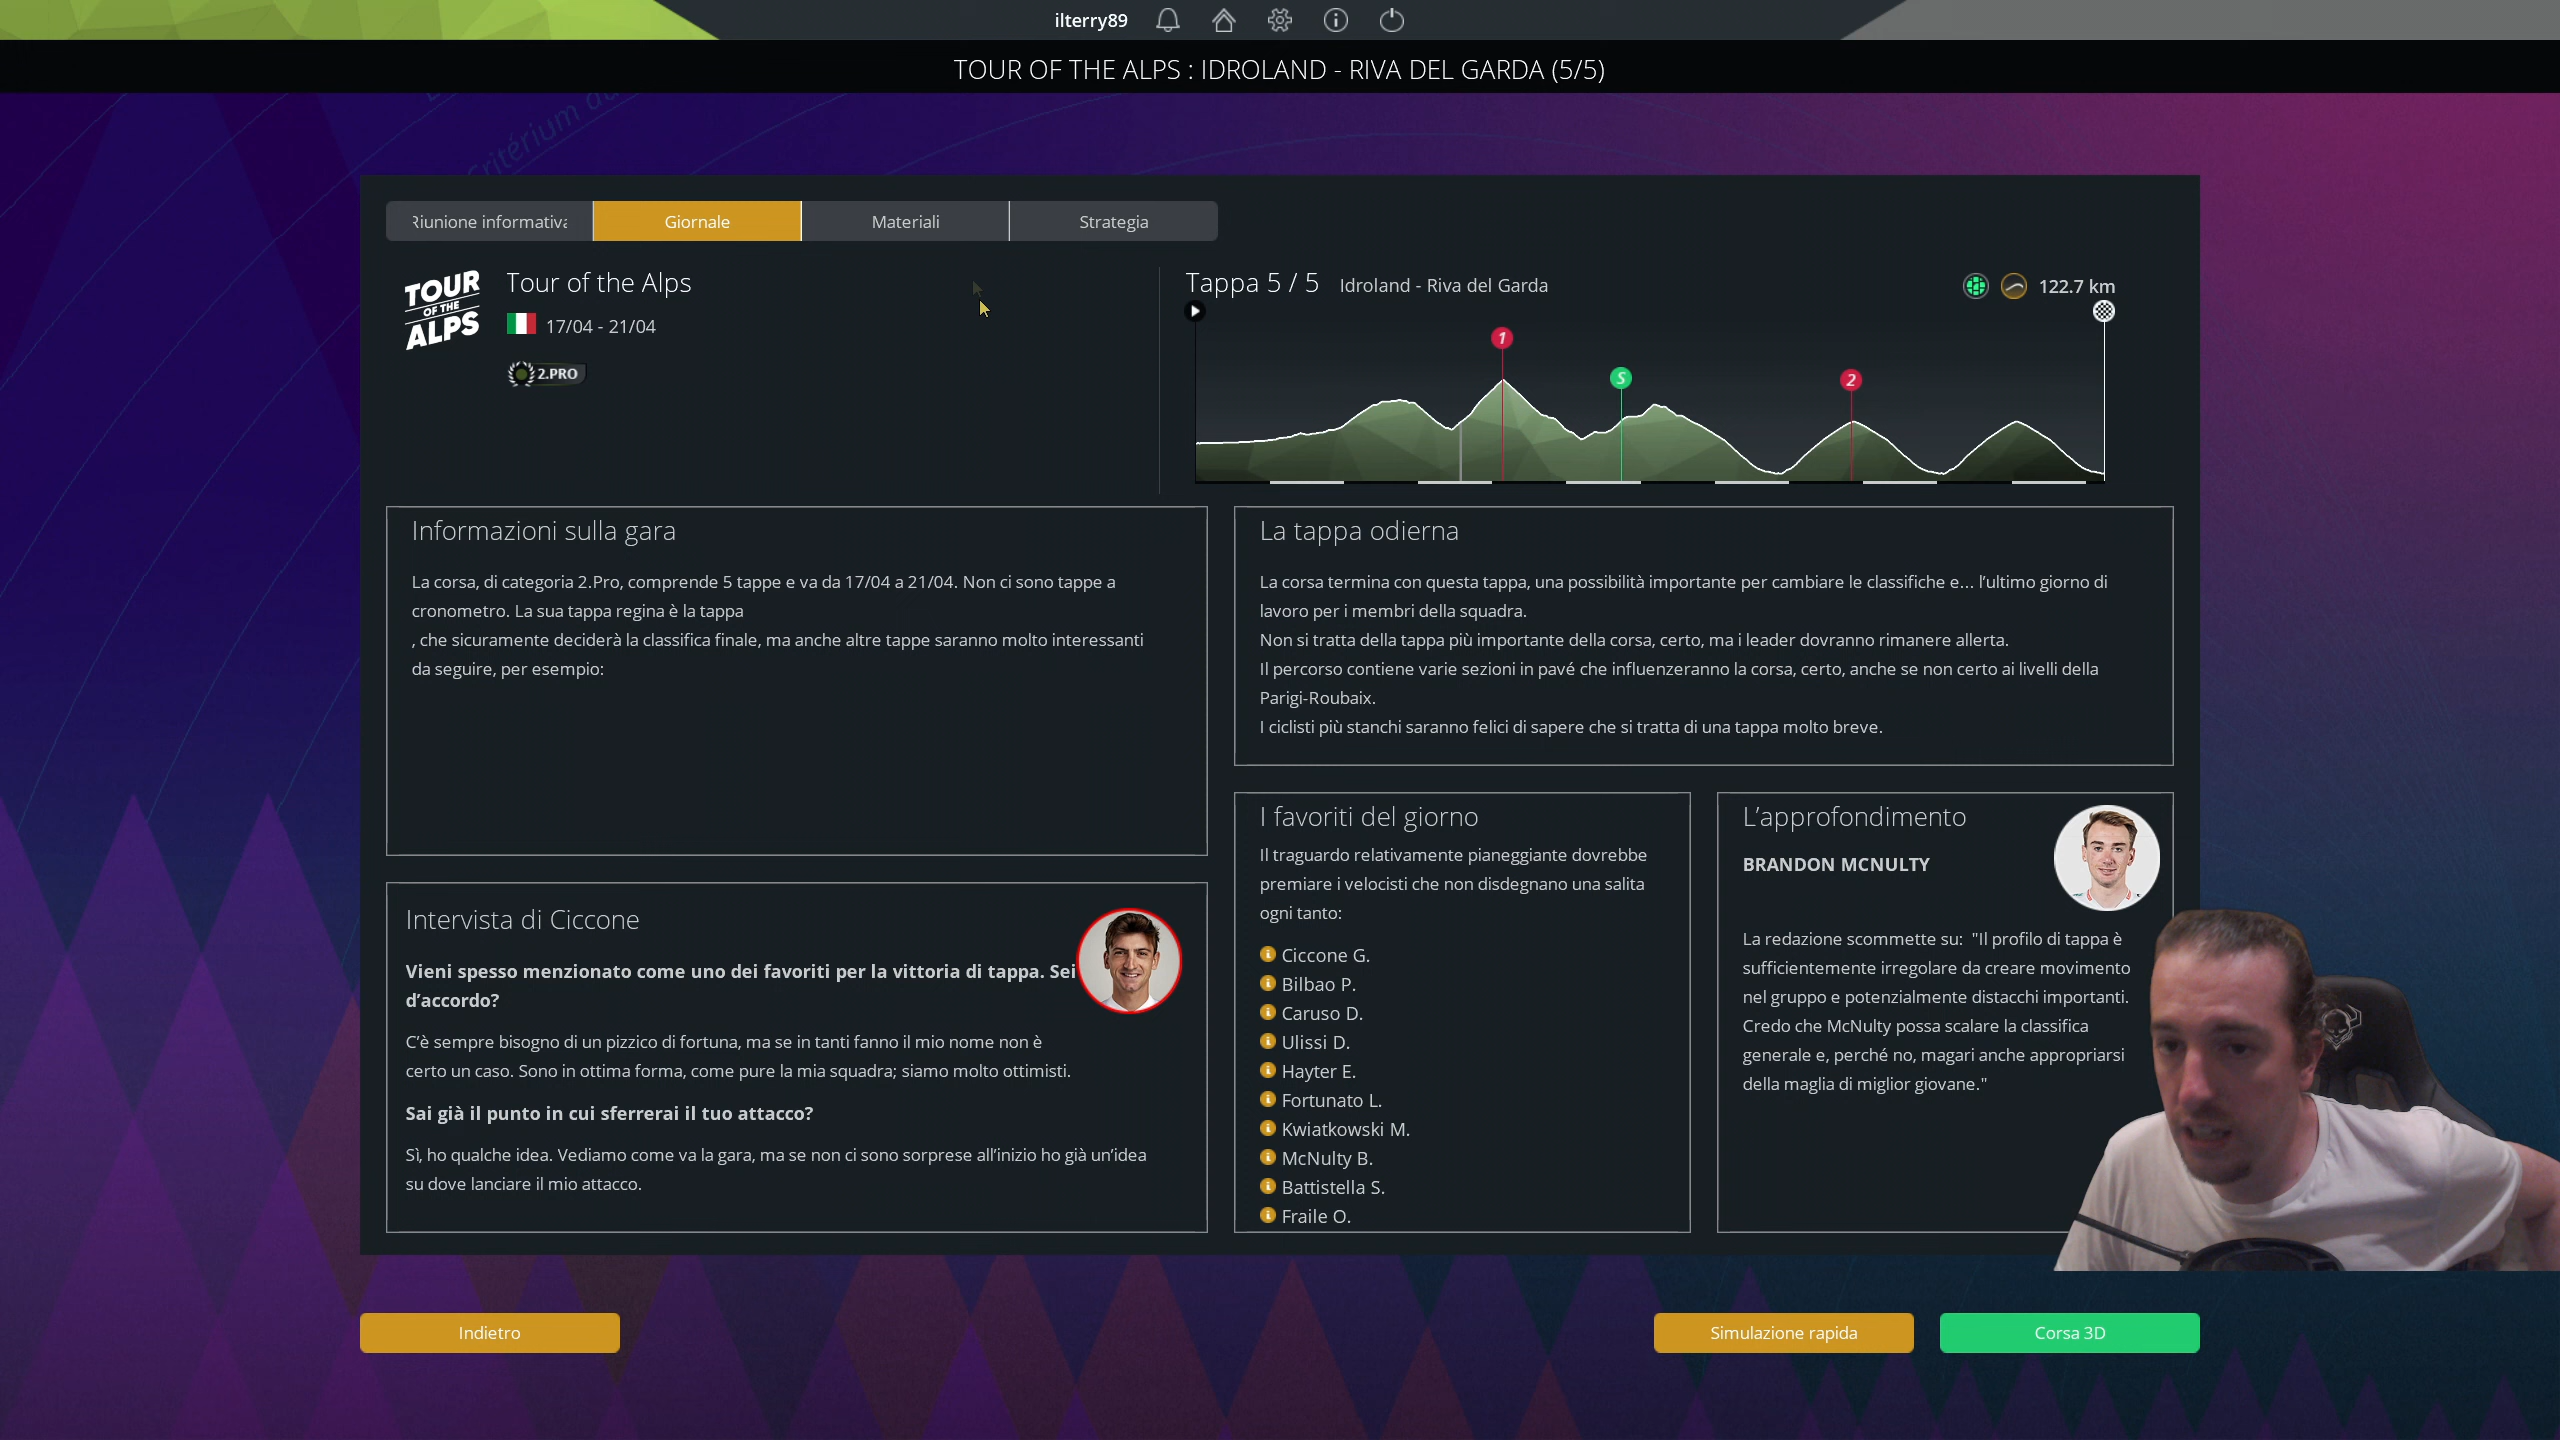 ilterry89
TOUR OF THE ALPS : IDROLAND - RIVA DEL GARDA (5/5)
Critérium
Riunione informativa
Giornale
Materiali
Strategia
TOUR
OF THE
ALPS
Tour of the Alps
17/04 - 21/04
2.PRO
Tappa 5 / 5
Idroland - Riva del Garda
122.7 km
1
S
2
Informazioni sulla gara
La corsa, di categoria 2.Pro, comprende 5 tappe e va da 17/04 a 21/04. Non ci sono tappe a
cronometro. La sua tappa regina è la tappa
, che sicuramente deciderà la classifica finale, ma anche altre tappe saranno molto interessanti
da seguire, per esempio:
La tappa odierna
La corsa termina con questa tappa, una possibilità importante per cambiare le classifiche e... l'ultimo giorno di
lavoro per i membri della squadra.
Non si tratta della tappa più importante della corsa, certo, ma i leader dovranno rimanere allerta.
Il percorso contiene varie sezioni in pavé che influenzeranno la corsa, certo, anche se non certo ai livelli della
Parigi-Roubaix.
I ciclisti più stanchi saranno felici di sapere che si tratta di una tappa molto breve.
Intervista di Ciccone
Vieni spesso menzionato come uno dei favoriti per la vittoria di tappa. Sei
d'accordo?
C'è sempre bisogno di un pizzico di fortuna, ma se in tanti fanno il mio nome non è
certo un caso. Sono in ottima forma, come pure la mia squadra; siamo molto ottimisti.
Sai già il punto in cui sferrerai il tuo attacco?
Sì, ho qualche idea. Vediamo come va la gara, ma se non ci sono sorprese all'inizio ho già un'idea
su dove lanciare il mio attacco.
I favoriti del giorno
Il traguardo relativamente pianeggiante dovrebbe
premiare i velocisti che non disdegnano una salita
ogni tanto:
Ciccone G.
Bilbao P.
Caruso D.
Ulissi D.
Hayter E.
Fortunato L.
Kwiatkowski M.
McNulty B.
Battistella S.
Fraile O.
L'approfondimento
BRANDON MCNULTY
La redazione scommette su: "Il profilo di tappa è
sufficientemente irregolare da creare movimento
nel gruppo e potenzialmente distacchi importanti.
Credo che McNulty possa scalare la classifica
generale e, perché no, magari anche appropriarsi
della maglia di miglior giovane."
Indietro
Simulazione rapida
Corsa 3D